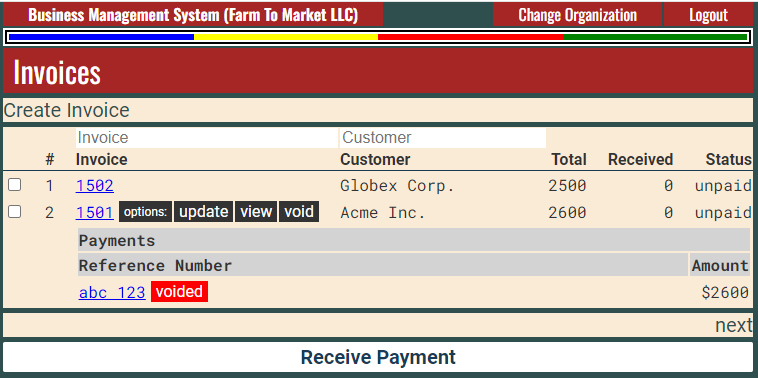 Business Management System (Farm To Market LLC) Change Organization Logout
Invoices
Create Invoice
Invoice Customer
# Invoice Customer Total Received Status
1 1502 Globex Corp. 2500 0 unpaid
2 1501 options: update view void Acme Inc. 2600 0 unpaid
Payments
Reference Number Amount
abc 123 voided $2600
next
Receive Payment